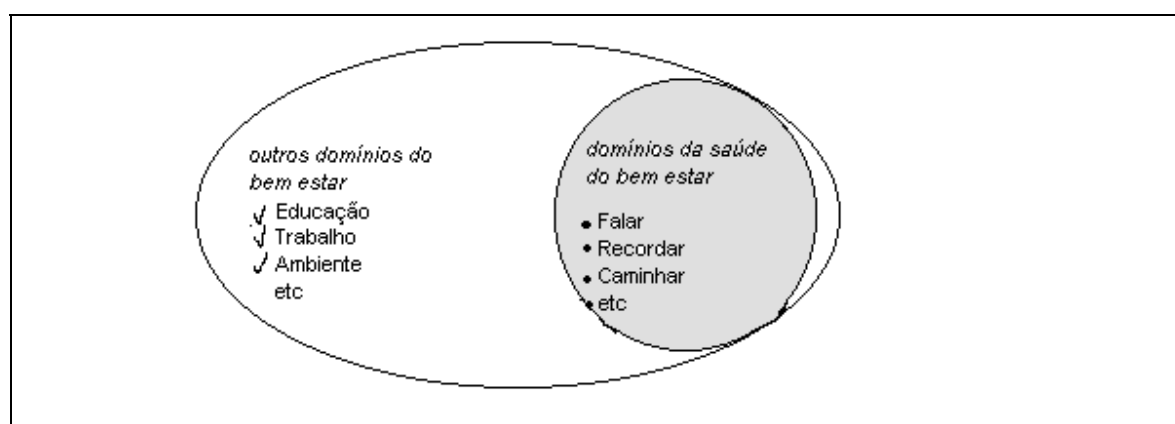 outros domínios do
bem estar
Educação
Trabalho
Ambiente
etc
domínios da saúde
do bem estar
• Falar
• Recordar
• Caminhar
• etc